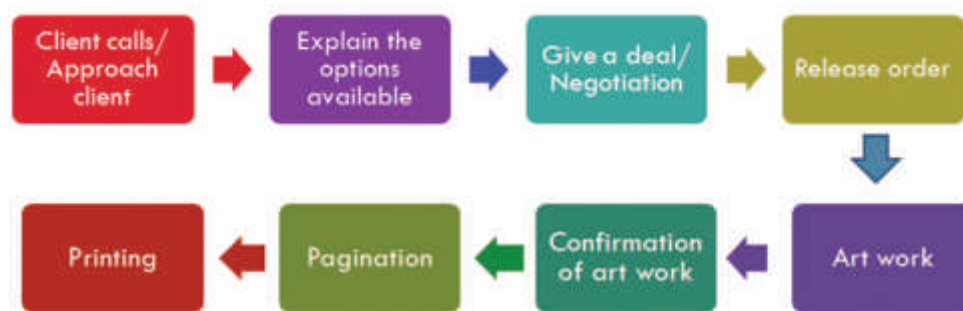 Client calls/
Approach
client
Explain the
options
available
Give a deal/
Negotiation
Release order
Art work
Confirmation
of art work
Pagination
Printing